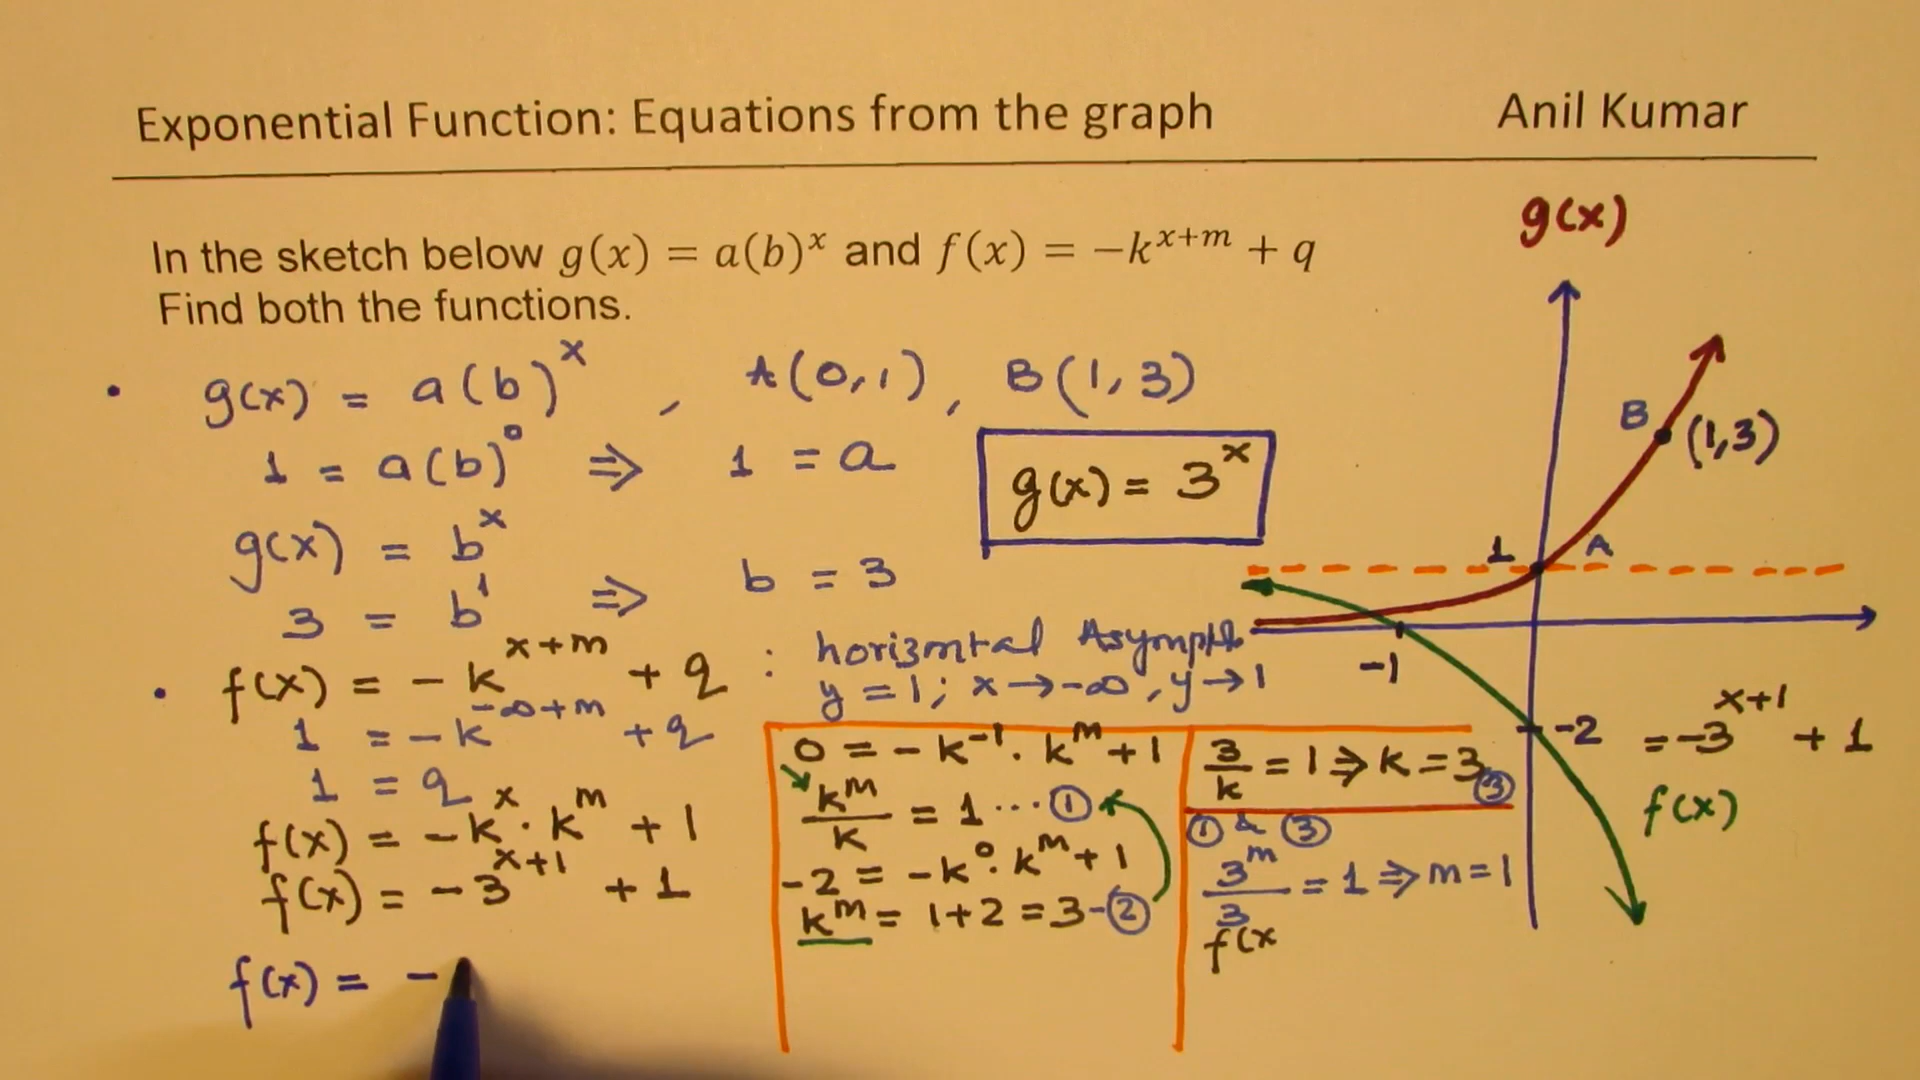 Exponential Function: Equations from the graph Anil Kumar
In the sketch below g(x) = a(b)^x and f(x) = −k^{x+m} + q
Find both the functions.
g(x)
• g(x) = a(b)^x , A(0,1) , B(1,3)
1 = a(b)^0 ⇒ 1 = a
g(x) = 3^x
g(x) = b^x
3 = b^1 ⇒ b = 3
• f(x) = -k^{x+m} + q : horizontal Asymptote
y = 1; x → -∞, y → 1
1 = -k^{-∞+m} + q
1 = q
f(x) = -k^x · k^m + 1
f(x) = -3^{x+1} + 1
f(x) = -
0 = -k^{-1} · k^m + 1
k^m/k = 1 ... ①
-2 = -k^0 · k^m + 1
k^m = 1+2 = 3 - ②
3/k = 1 ⇒ k = 3 ③
① & ③
3^m/3 = 1 ⇒ m = 1
f(x
B (1,3)
1 A
-1
-2 = -3^{x+1} + 1
f(x)